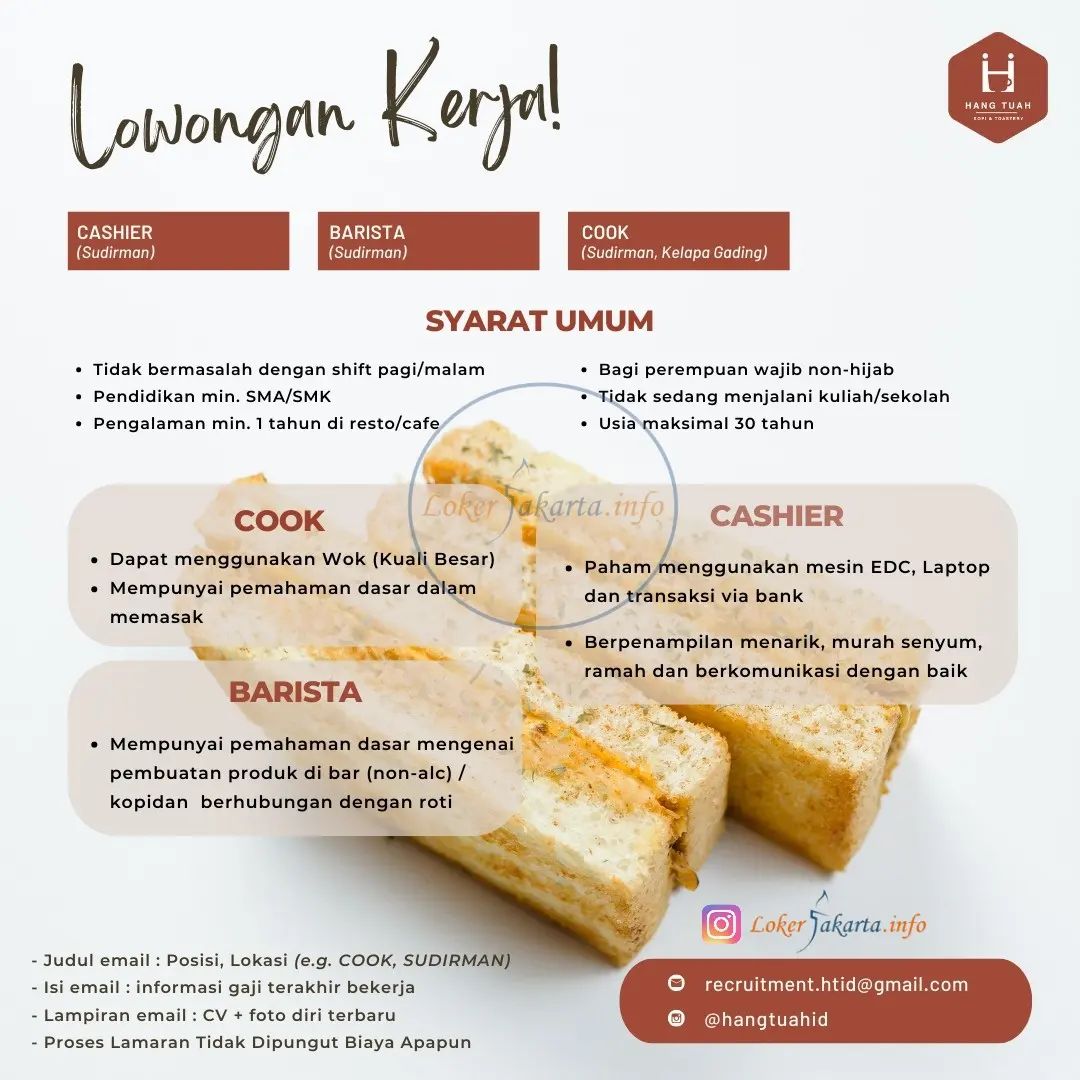 Lowongan Kerja!
HANG TUAH
KOPI & TOASTERY
CASHIER
(Sudirman)
BARISTA
(Sudirman)
COOK
(Sudirman, Kelapa Gading)
SYARAT UMUM
• Tidak bermasalah dengan shift pagi/malam
• Pendidikan min. SMA/SMK
• Pengalaman min. 1 tahun di resto/cafe
• Bagi perempuan wajib non-hijab
• Tidak sedang menjalani kuliah/sekolah
• Usia maksimal 30 tahun
LokerJakarta.info
COOK
• Dapat menggunakan Wok (Kuali Besar)
• Mempunyai pemahaman dasar dalam
memasak
CASHIER
• Paham menggunakan mesin EDC, Laptop
dan transaksi via bank
• Berpenampilan menarik, murah senyum,
ramah dan berkomunikasi dengan baik
BARISTA
• Mempunyai pemahaman dasar mengenai
pembuatan produk di bar (non-alc) /
kopidan berhubungan dengan roti
LokerJakarta.info
- Judul email : Posisi, Lokasi (e.g. COOK, SUDIRMAN)
- Isi email : informasi gaji terakhir bekerja
- Lampiran email : CV + foto diri terbaru
- Proses Lamaran Tidak Dipungut Biaya Apapun
recruitment.htid@gmail.com
@hangtuahid